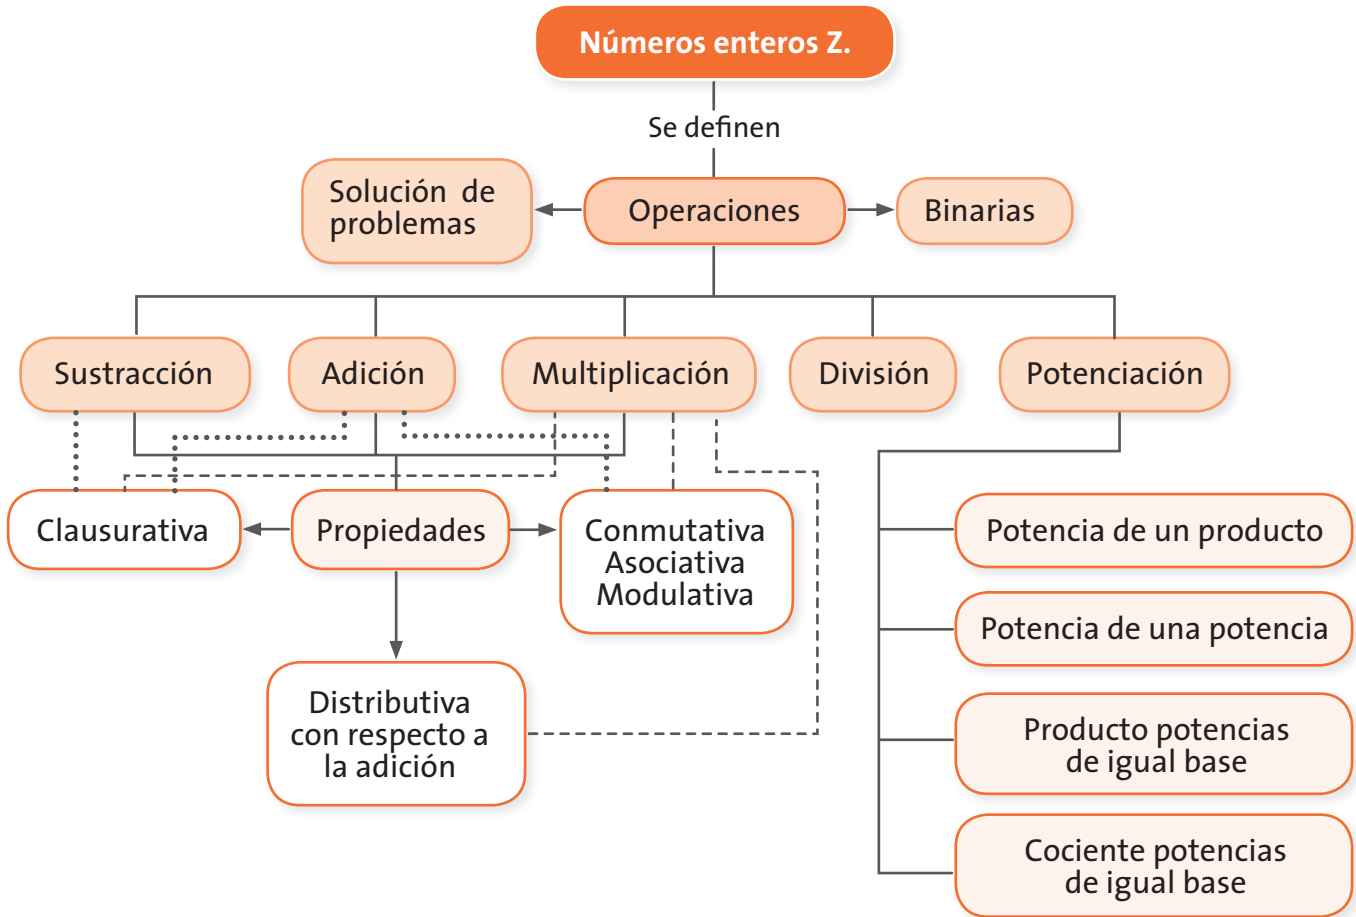 Números enteros Z.
Se definen
Solución de
problemas
Operaciones
Binarias
Sustracción
Adición
Multiplicación
División
Potenciación
Clausurativa
Propiedades
Conmutativa
Asociativa
Modulativa
Distributiva
con respecto a
la adición
Potencia de un producto
Potencia de una potencia
Producto potencias
de igual base
Cociente potencias
de igual base